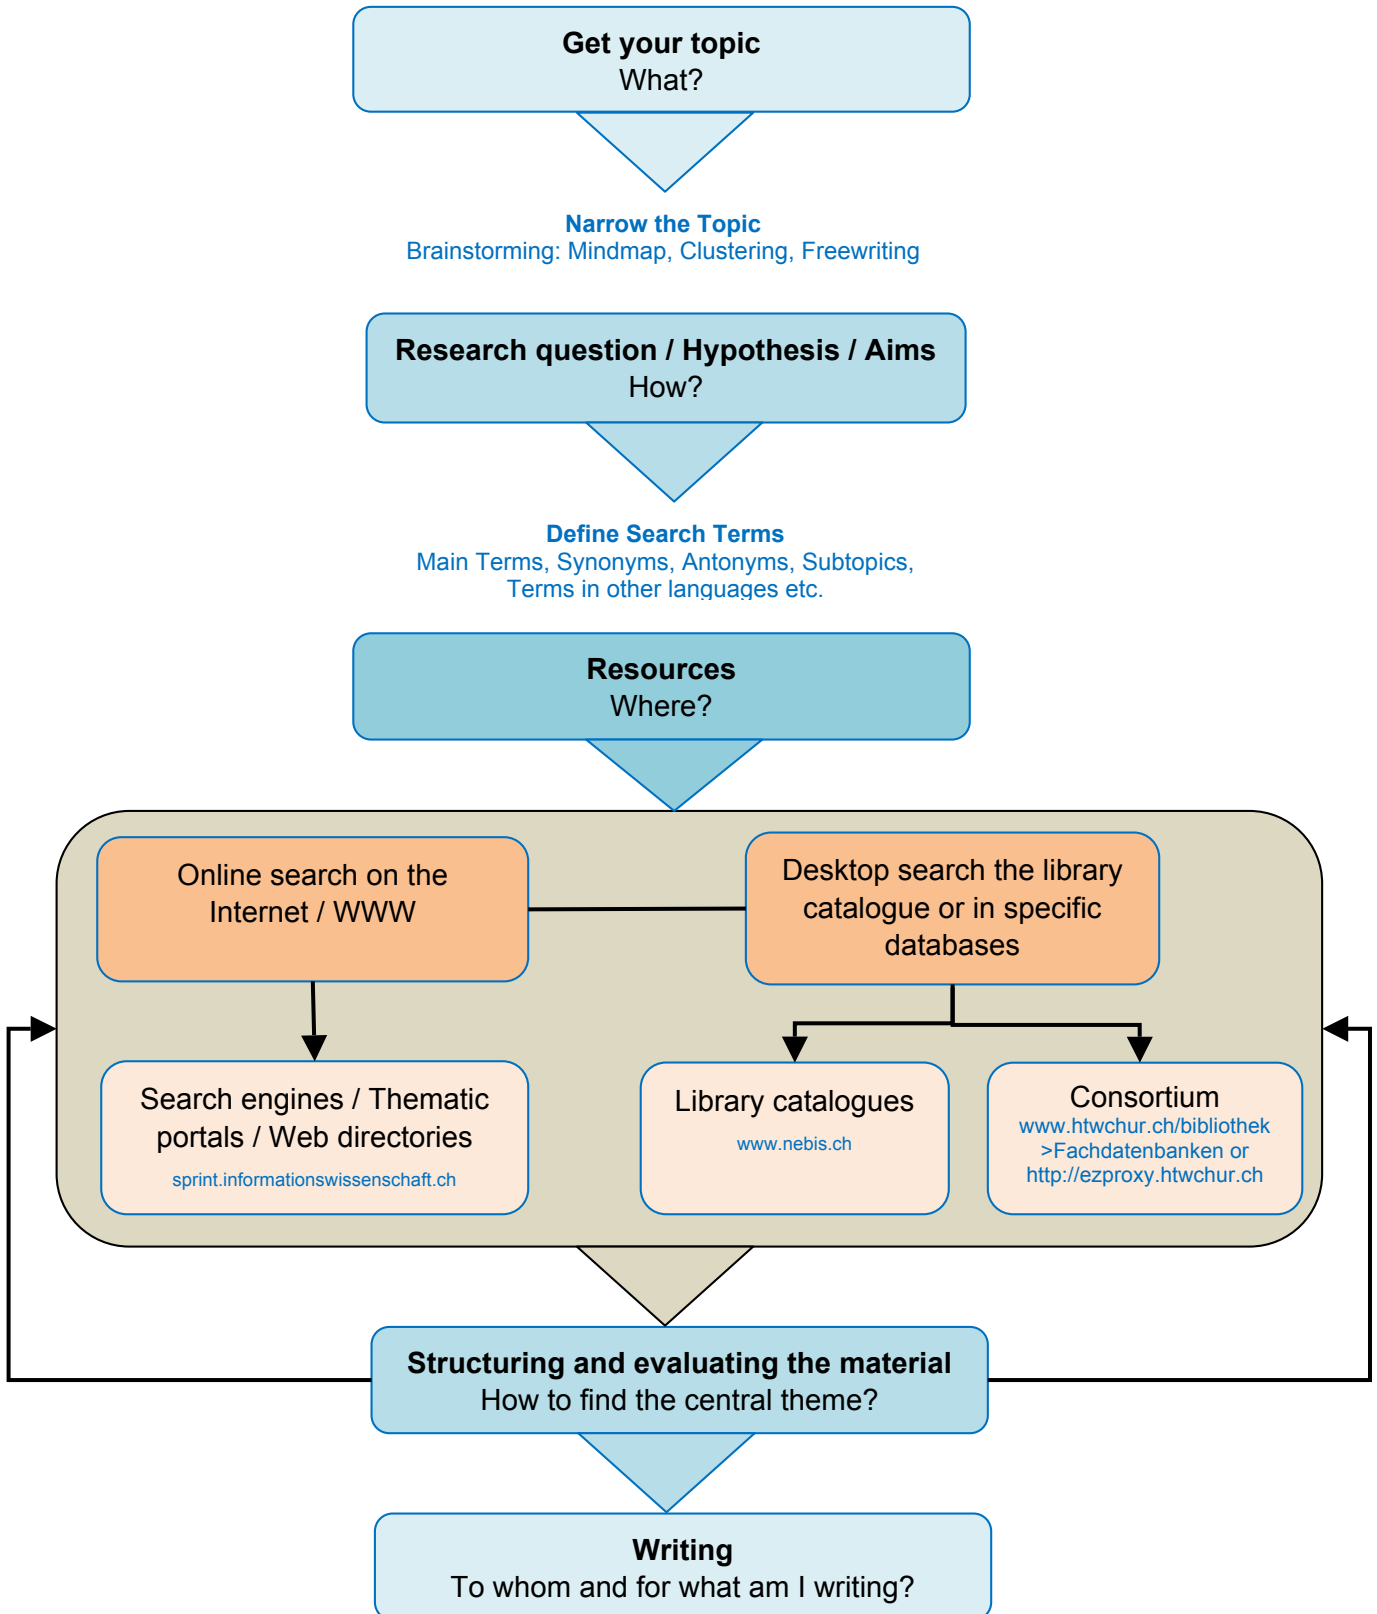 Get your topic
What?
Narrow the Topic
Brainstorming: Mindmap, Clustering, Freewriting
Research question / Hypothesis / Aims
How?
Define Search Terms
Main Terms, Synonyms, Antonyms, Subtopics,
Terms in other languages etc.
Resources
Where?
Online search on the
Internet / WWW
Desktop search the library
catalogue or in specific
databases
Search engines / Thematic
portals / Web directories
sprint.informationswissenschaft.ch
Library catalogues
www.nebis.ch
Consortium
www.htwchur.ch/bibliothek
>Fachdatenbanken or
http://ezproxy.htwchur.ch
Structuring and evaluating the material
How to find the central theme?
Writing
To whom and for what am I writing?